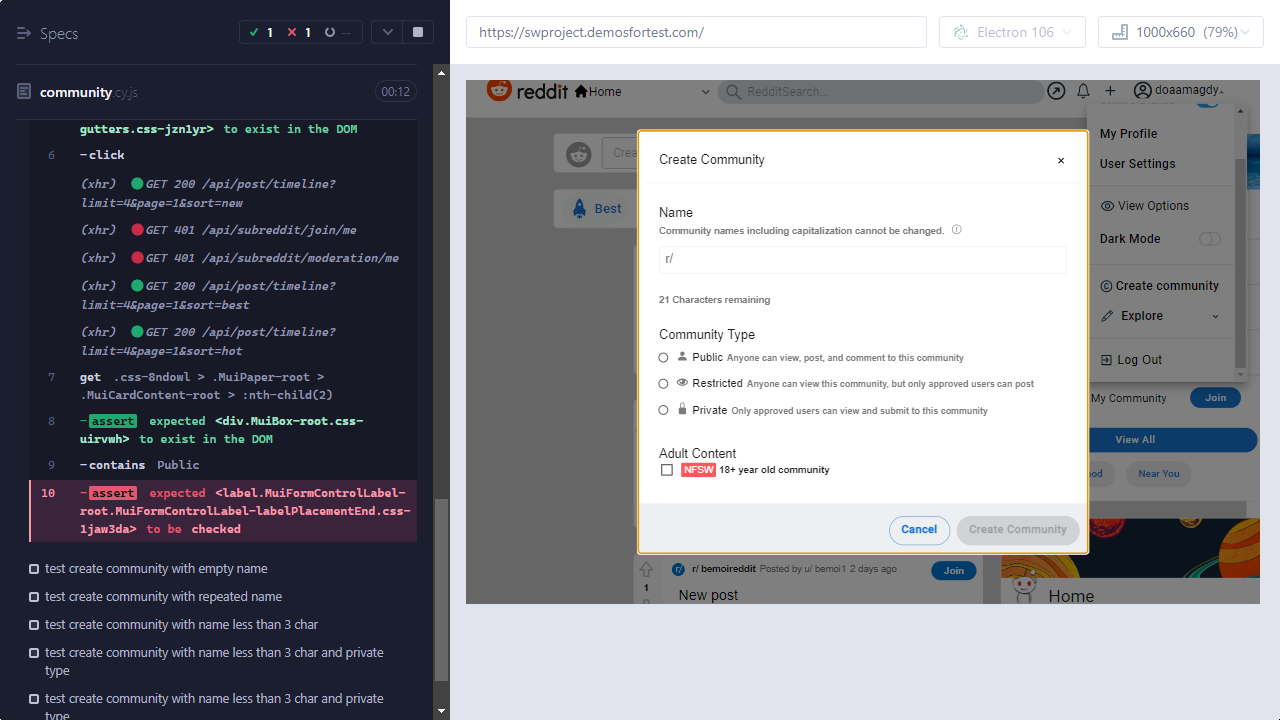 Specs
1
1
--
community.cy.js
00:12
gutters.css-jzn1yr> to exist in the DOM
6 -click
(xhr) GET 200 /api/post/timeline?
limit=4&page=1&sort=new
(xhr) GET 401 /api/subreddit/join/me
(xhr) GET 401 /api/subreddit/moderation/me
(xhr) GET 200 /api/post/timeline?
limit=4&page=1&sort=best
(xhr) GET 200 /api/post/timeline?
limit=4&page=1&sort=hot
7 get .css-8ndowl > .MuiPaper-root >
.MuiCardContent-root > :nth-child(2)
8 -assert expected <div.MuiBox-root.css-
uirvwh> to exist in the DOM
9 -contains Public
10 -assert expected <label.MuiFormControlLabel-
root.MuiFormControlLabel-labelPlacementEnd.css-
1jaw3da> to be checked
test create community with empty name
test create community with repeated name
test create community with name less than 3 char
test create community with name less than 3 char and private
type
test create community with name less than 3 char and private
type
https://swproject.demosfortest.com/
Electron 106
1000x660 (79%)
reddit
Home
RedditSearch...
doaamagdy
My Profile
User Settings
View Options
Dark Mode
Create community
Explore
Log Out
Best
Create Community
×
Name
Community names including capitalization cannot be changed.
r/
21 Characters remaining
Community Type
Public Anyone can view, post, and comment to this community
Restricted Anyone can view this community, but only approved users can post
Private Only approved users can view and submit to this community
Adult Content
NFSW 18+ year old community
Cancel
Create Community
My Community
Join
View All
Near You
1
r/ r/ bemoireddit Posted by u/ bemoi1 2 days ago
Join
New post
Home